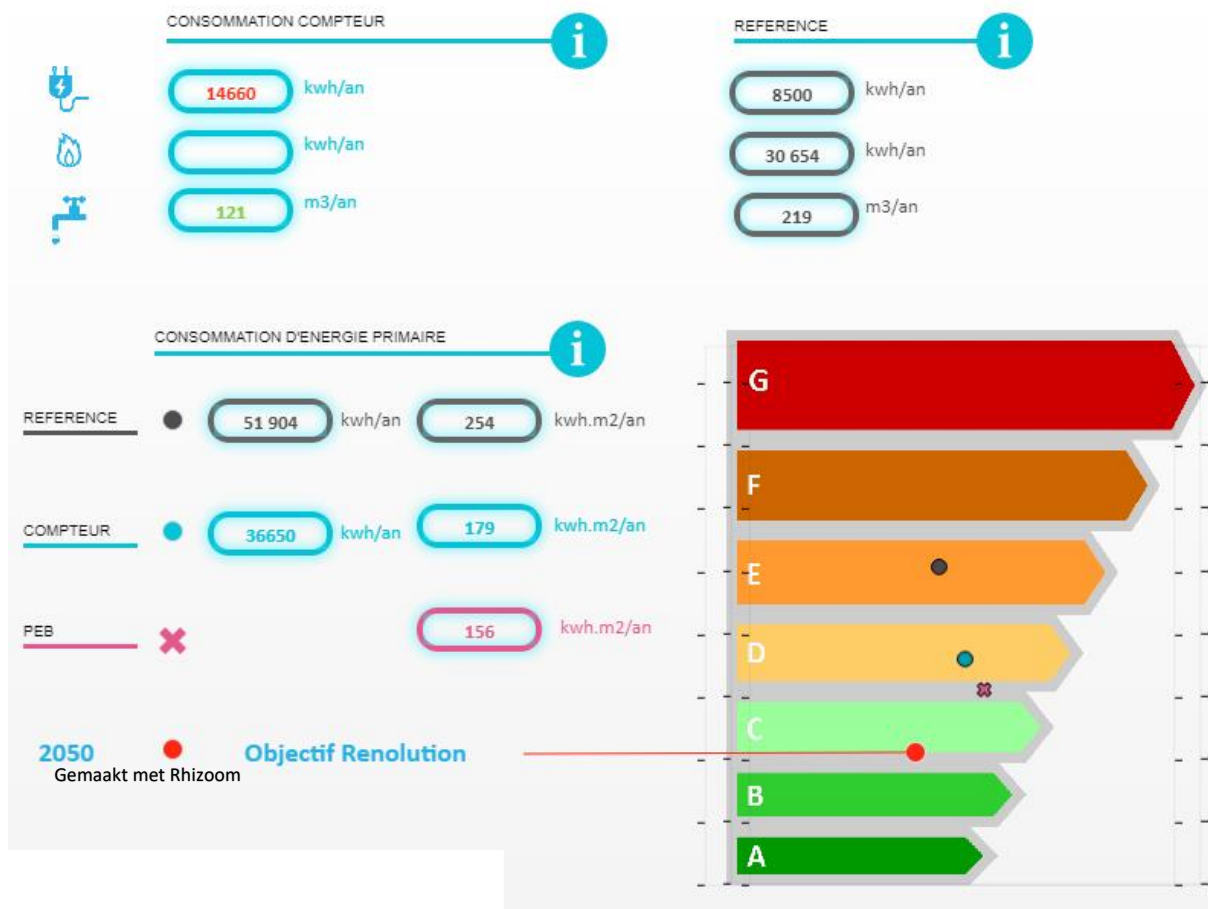 CONSOMMATION COMPTEUR
i
REFERENCE
i
14660 kwh/an
8500 kwh/an
kwh/an
30 654 kwh/an
121 m3/an
219 m3/an
CONSOMMATION D'ENERGIE PRIMAIRE
i
REFERENCE 51 904 kwh/an 254 kwh.m2/an
COMPTEUR 36650 kwh/an 179 kwh.m2/an
PEB 156 kwh.m2/an
2050 Objectif Renolution
Gemaakt met Rhizoom
G
F
E
D
C
B
A